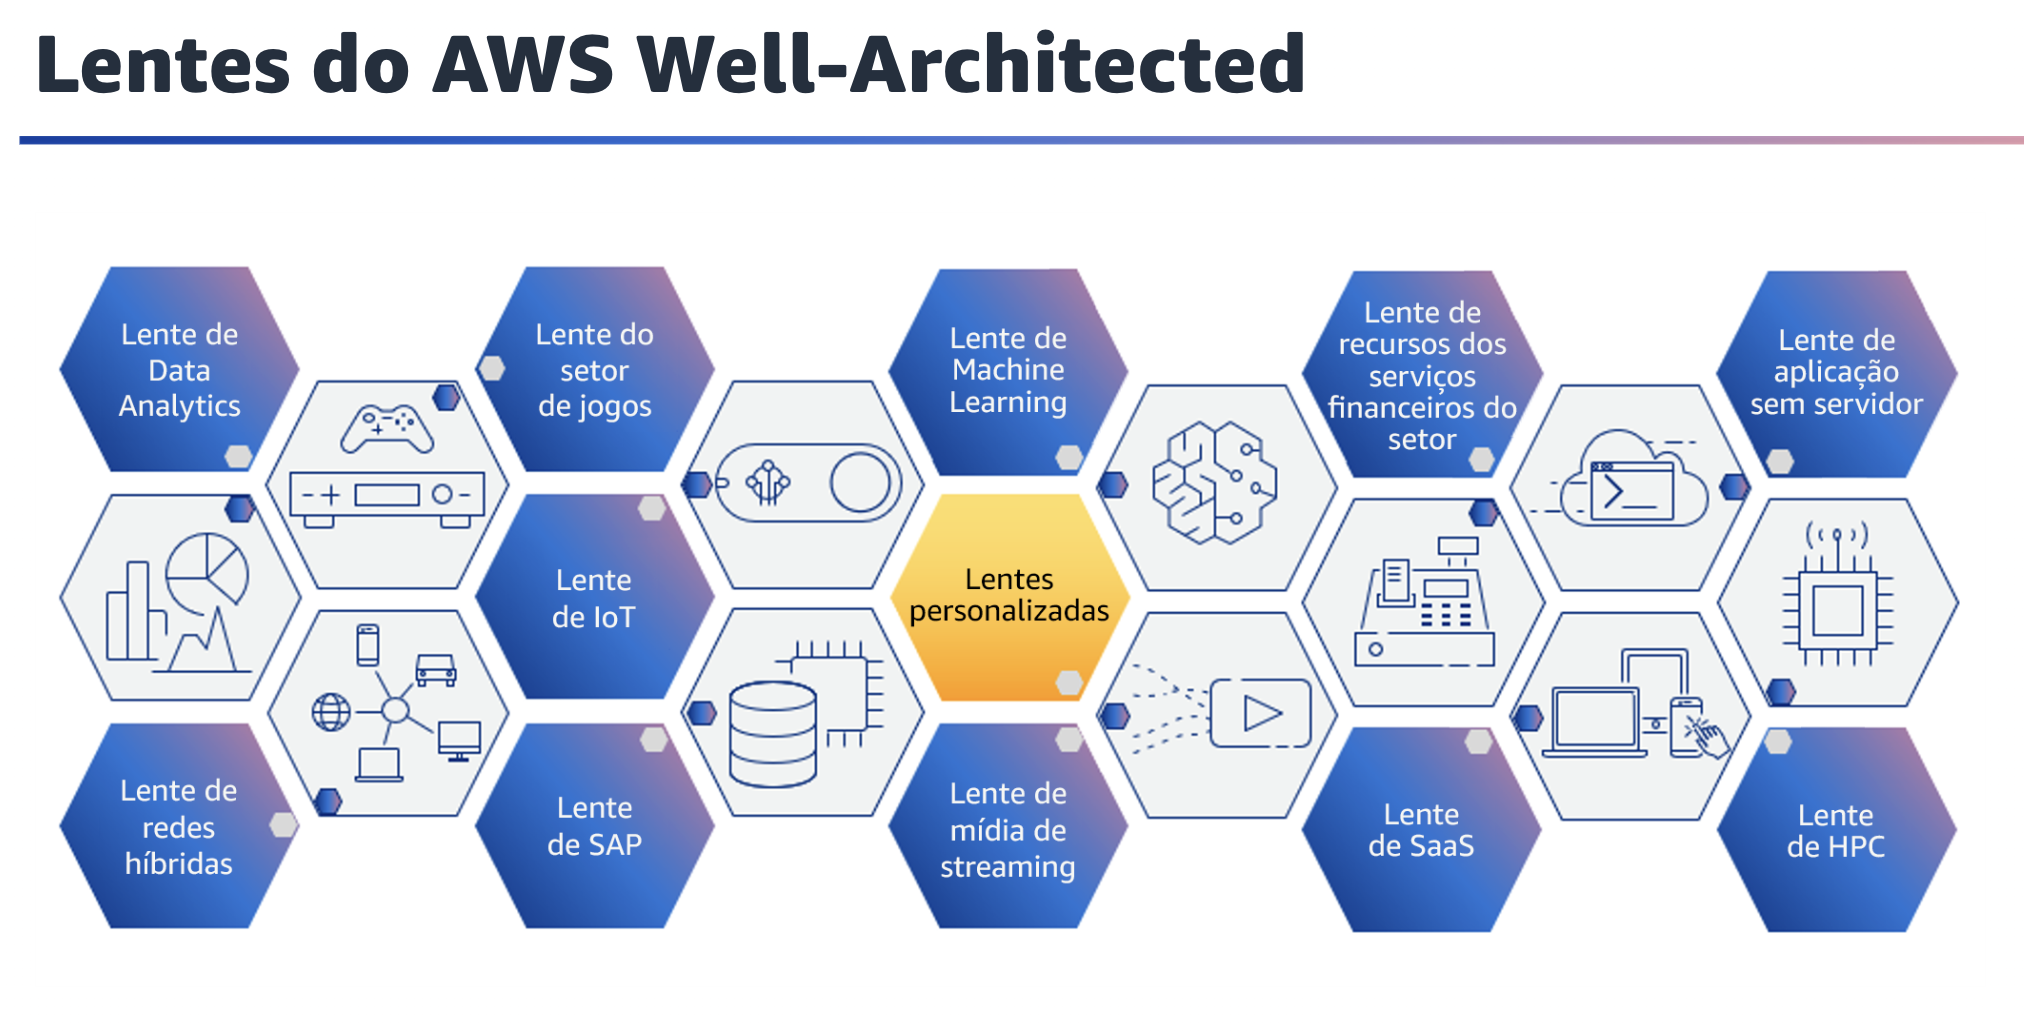 Lentes do AWS Well-Architected
Lente de
Data
Analytics
Lente do
setor
de jogos
Lente de
Machine
Learning
Lente de
recursos dos
serviços
financeiros do
setor
Lente de
aplicação
sem servidor
Lente
de IoT
Lentes
personalizadas
Lente de
redes
híbridas
Lente
de SAP
Lente de
mídia de
streaming
Lente
de SaaS
Lente
de HPC